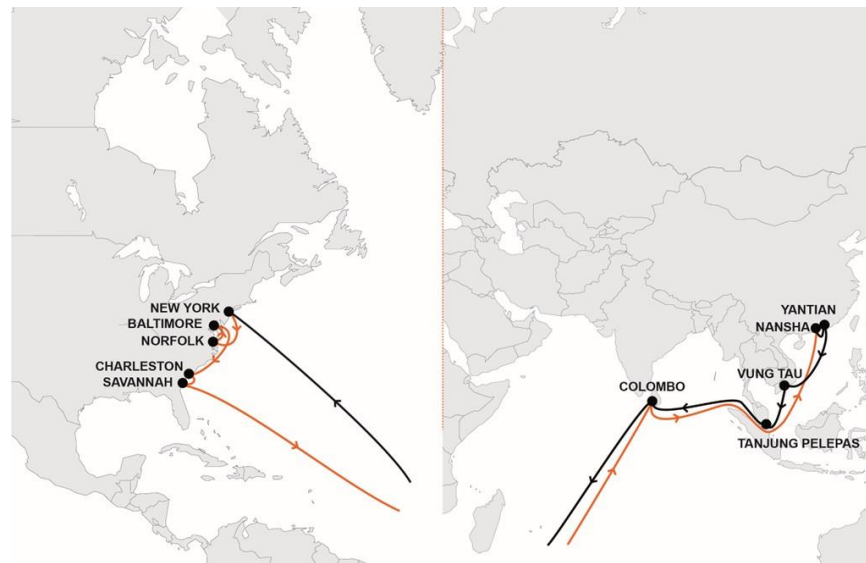 NEW YORK
BALTIMORE
NORFOLK
CHARLESTON
SAVANNAH
YANTIAN
NANSHA
VUNG TAU
COLOMBO
TANJUNG PELEPAS